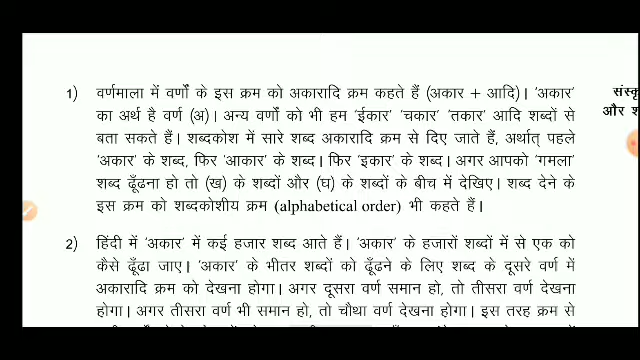 1) वर्णमाला में वर्णों के इस क्रम को अकारादि क्रम कहते हैं (अकार + आदि)। 'अकार'
का अर्थ है वर्ण (अ)। अन्य वर्णों को भी हम 'ईकार' 'चकार' 'तकार' आदि शब्दों से
बता सकते हैं। शब्दकोश में सारे शब्द अकारादि क्रम से दिए जाते हैं, अर्थात् पहले
'अकार' के शब्द, फिर 'आकार' के शब्द। फिर 'इकार' के शब्द। अगर आपको 'गमला'
शब्द ढूँढना हो तो (ख) के शब्दों और (घ) के शब्दों के बीच में देखिए। शब्द देने के
इस क्रम को शब्दकोशीय क्रम (alphabetical order) भी कहते हैं।
2) हिंदी में 'अकार' में कई हजार शब्द आते हैं। 'अकार' के हजारों शब्दों में से एक को
कैसे ढूँढा जाए। 'अकार' के भीतर शब्दों को ढूँढने के लिए शब्द के दूसरे वर्ण में
अकारादि क्रम को देखना होगा। अगर दूसरा वर्ण समान हो, तो तीसरा वर्ण देखना
होगा। अगर तीसरा वर्ण भी समान हो, तो चौथा वर्ण देखना होगा। इस तरह क्रम से
और श